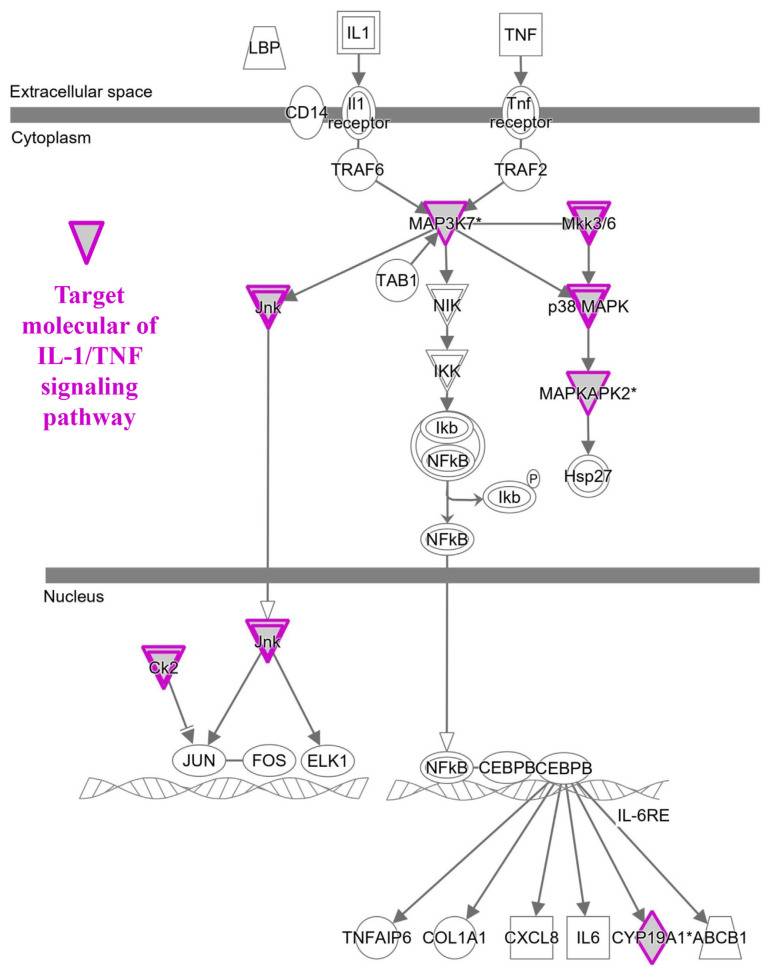 LBP
IL1
TNF
Extracellular space
CD14
Il1
receptor
Tnf
receptor
Cytoplasm
TRAF6
TRAF2
MAP3K7*
Mkk3/6
TAB1
Jnk
NIK
p38 MAPK
Target
molecular of
IL-1/TNF
signaling
pathway
IKK
MAPKAPK2*
Ikb
NFkB
Hsp27
P
Ikb
NFkB
Nucleus
Jnk
Ck2
JUN
FOS
ELK1
NFkB
CEBPB
CEBPB
IL-6RE
TNFAIP6
COL1A1
CXCL8
IL6
CYP19A1*
ABCB1